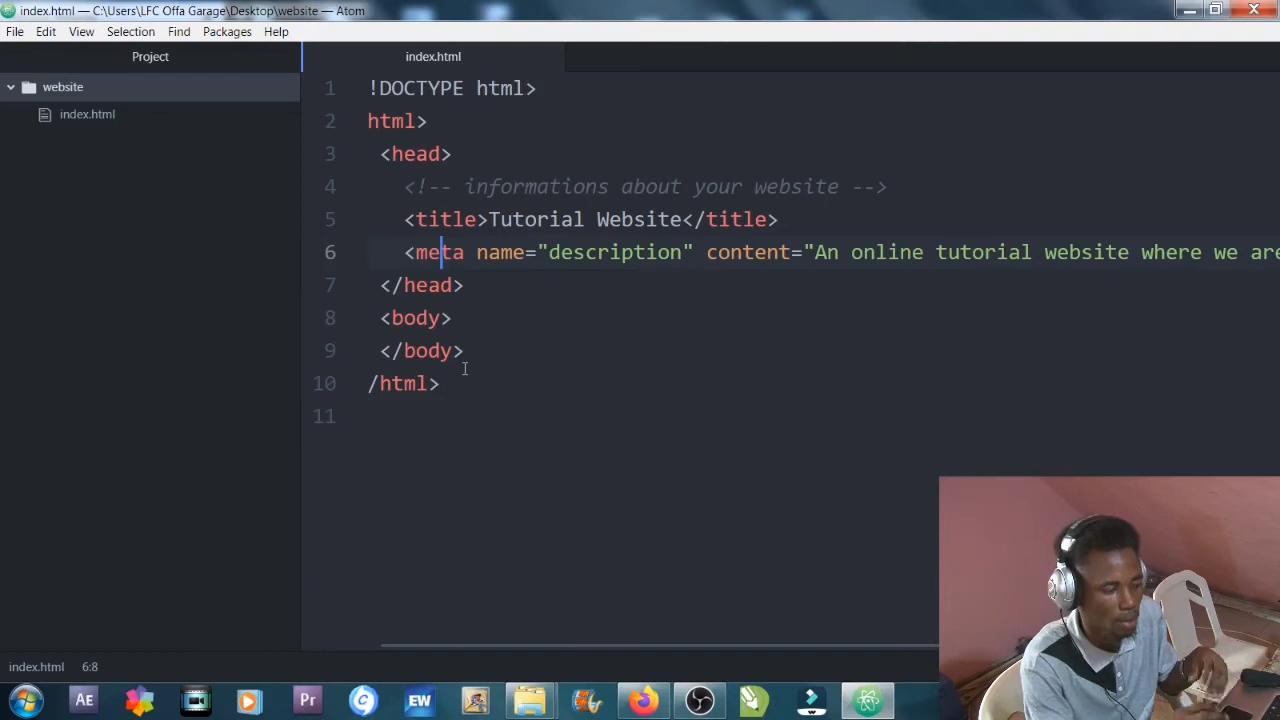 index.html — C:\Users\LFC Offa Garage\Desktop\website — Atom
File Edit View Selection Find Packages Help
Project
index.html
website
index.html
1 !DOCTYPE html>
2 html>
3 <head>
4 <!-- informations about your website -->
5 <title>Tutorial Website</title>
6 <meta name="description" content="An online tutorial website where we are
7 </head>
8 <body>
9 </body>
10 /html>
11
index.html 6:8
Ae
Pr
EW